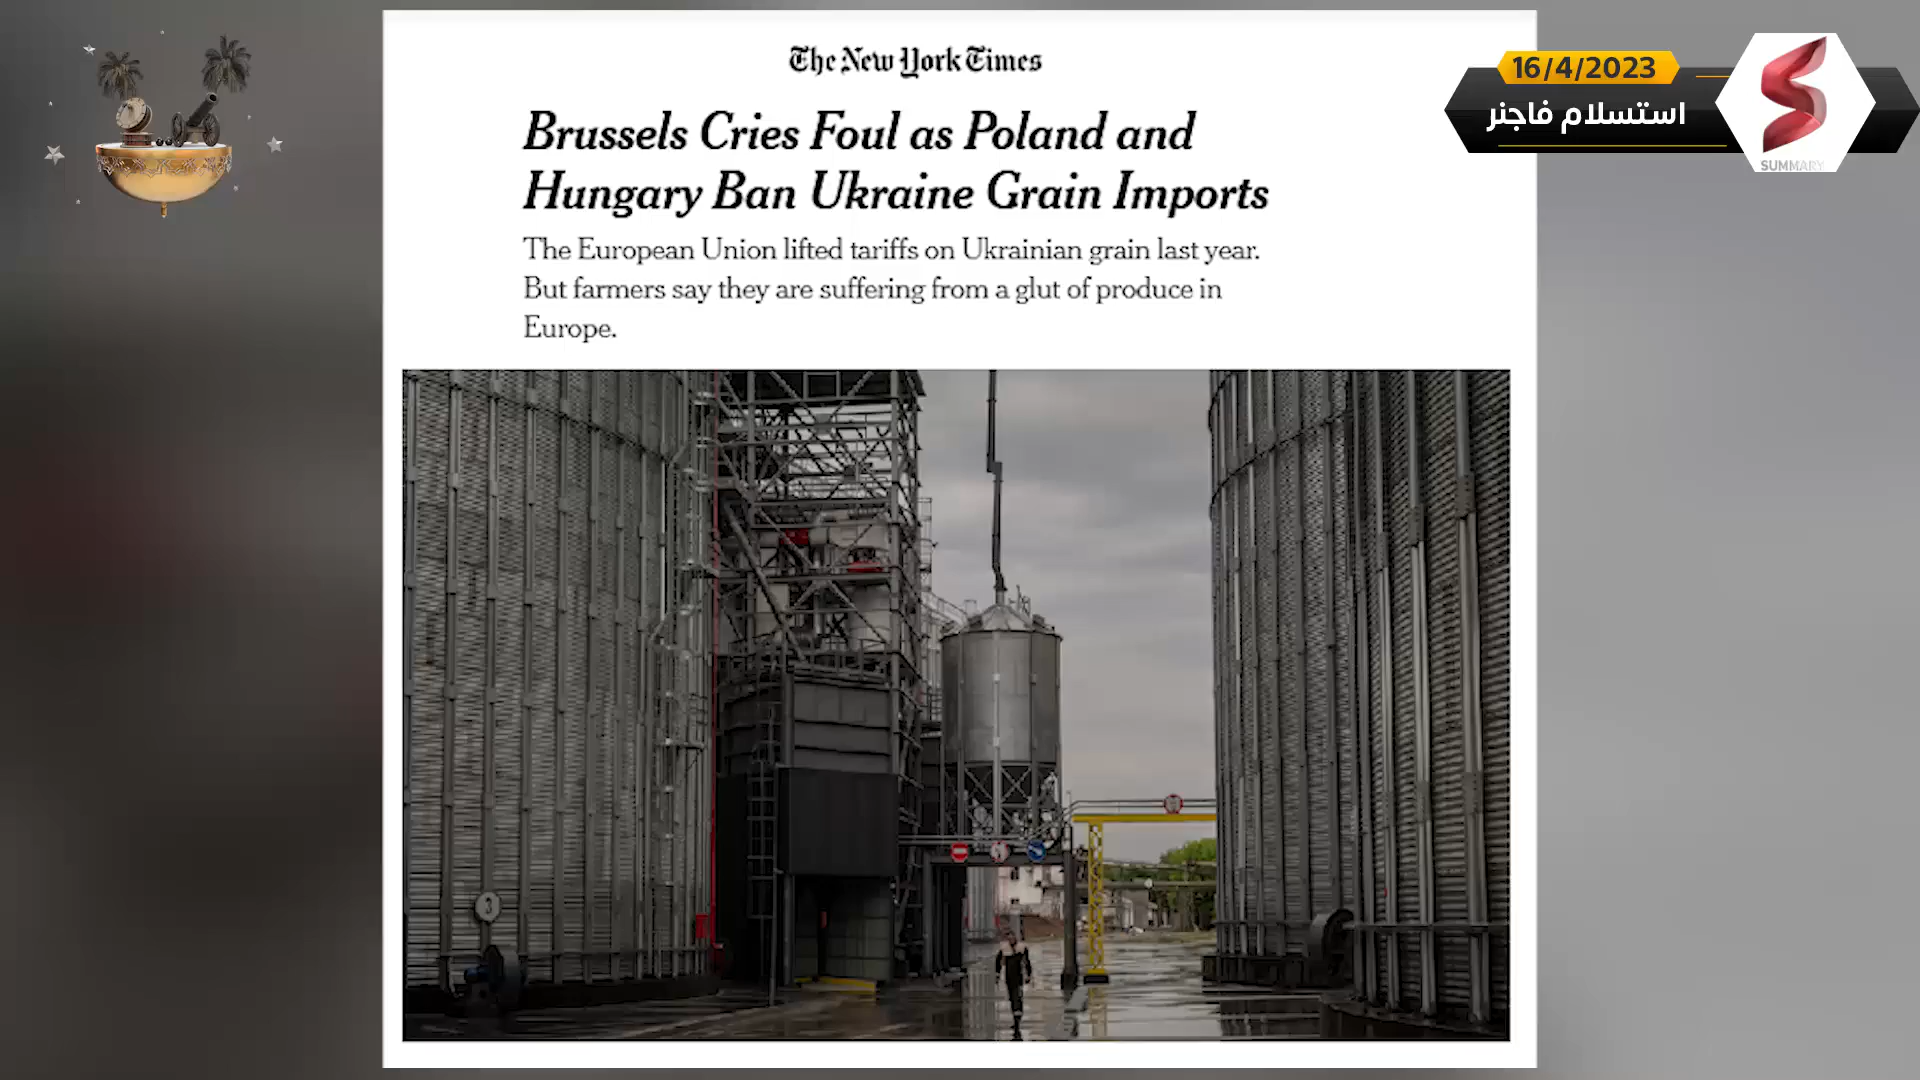 The New York Times
Brussels Cries Foul as Poland and
Hungary Ban Ukraine Grain Imports
The European Union lifted tariffs on Ukrainian grain last year.
But farmers say they are suffering from a glut of produce in
Europe.
16/4/2023
استسلام فاجنر
SUMMARY
3